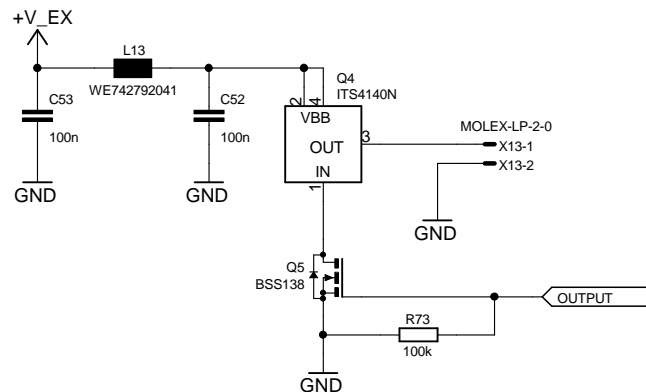 +V_EX
L13
WE742792041
C53
100n
C52
100n
Q4
ITS4140N
2
4
VBB
OUT
3
IN
1
MOLEX-LP-2-0
X13-1
X13-2
GND
GND
GND
Q5
BSS138
OUTPUT
R73
100k
GND